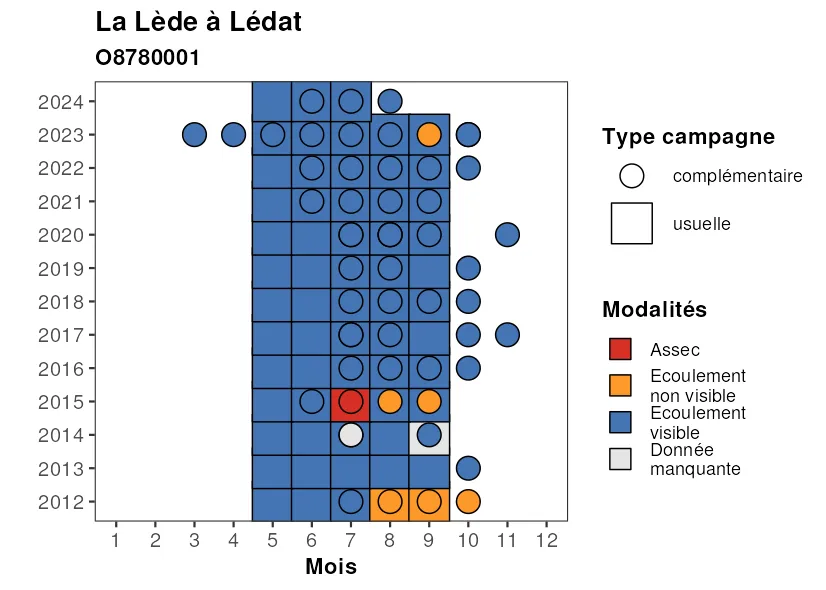 La Lède à Lédat
O8780001
2024
2023
2022
2021
2020
2019
2018
2017
2016
2015
2014
2013
2012
1 2 3 4 5 6 7 8 9 10 11 12
Mois
Type campagne
complémentaire
usuelle
Modalités
Assec
Ecoulement
non visible
Ecoulement
visible
Donnée
manquante